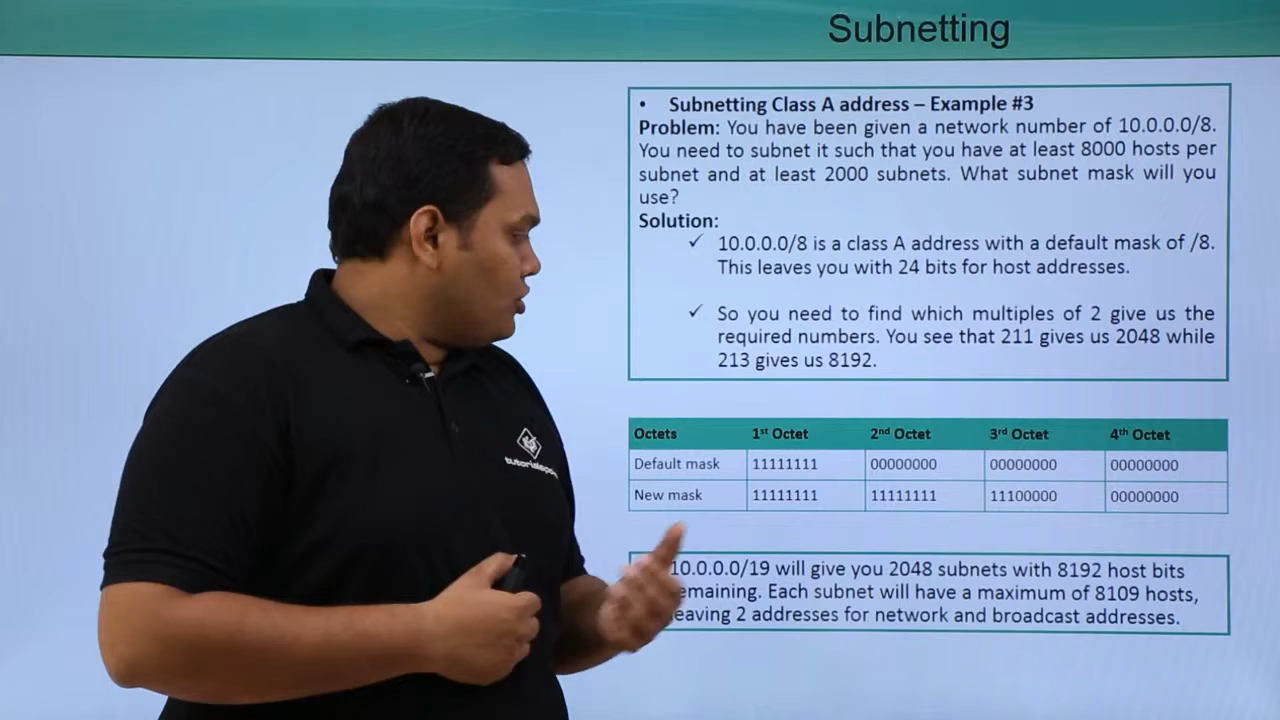 Subnetting
• Subnetting Class A address – Example #3
Problem: You have been given a network number of 10.0.0.0/8.
You need to subnet it such that you have at least 8000 hosts per
subnet and at least 2000 subnets. What subnet mask will you
use?
Solution:
✓ 10.0.0.0/8 is a class A address with a default mask of /8.
This leaves you with 24 bits for host addresses.
✓ So you need to find which multiples of 2 give us the
required numbers. You see that 211 gives us 2048 while
213 gives us 8192.
Octets 1st Octet 2nd Octet 3rd Octet 4th Octet
Default mask 11111111 00000000 00000000 00000000
New mask 11111111 11111111 11100000 00000000
10.0.0.0/19 will give you 2048 subnets with 8192 host bits
emaining. Each subnet will have a maximum of 8109 hosts,
eaving 2 addresses for network and broadcast addresses.